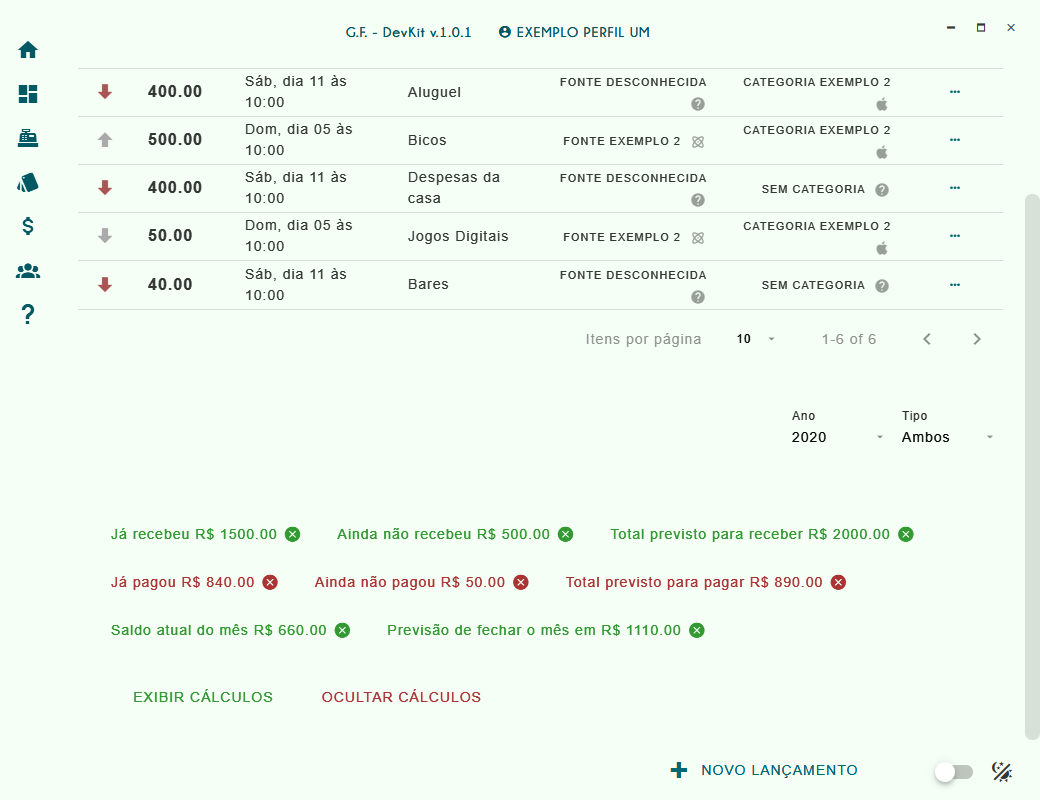 G.F. - DevKit v.1.0.1 EXEMPLO PERFIL UM
400.00 Sáb, dia 11 às 10:00 Aluguel FONTE DESCONHECIDA CATEGORIA EXEMPLO 2 ...
500.00 Dom, dia 05 às 10:00 Bicos FONTE EXEMPLO 2 CATEGORIA EXEMPLO 2 ...
400.00 Sáb, dia 11 às 10:00 Despesas da casa FONTE DESCONHECIDA SEM CATEGORIA ...
50.00 Dom, dia 05 às 10:00 Jogos Digitais FONTE EXEMPLO 2 CATEGORIA EXEMPLO 2 ...
40.00 Sáb, dia 11 às 10:00 Bares FONTE DESCONHECIDA SEM CATEGORIA ...
Itens por página 10 1-6 of 6
Ano Tipo
2020 Ambos
Já recebeu R$ 1500.00 Ainda não recebeu R$ 500.00 Total previsto para receber R$ 2000.00
Já pagou R$ 840.00 Ainda não pagou R$ 50.00 Total previsto para pagar R$ 890.00
Saldo atual do mês R$ 660.00 Previsão de fechar o mês em R$ 1110.00
EXIBIR CÁLCULOS OCULTAR CÁLCULOS
NOVO LANÇAMENTO